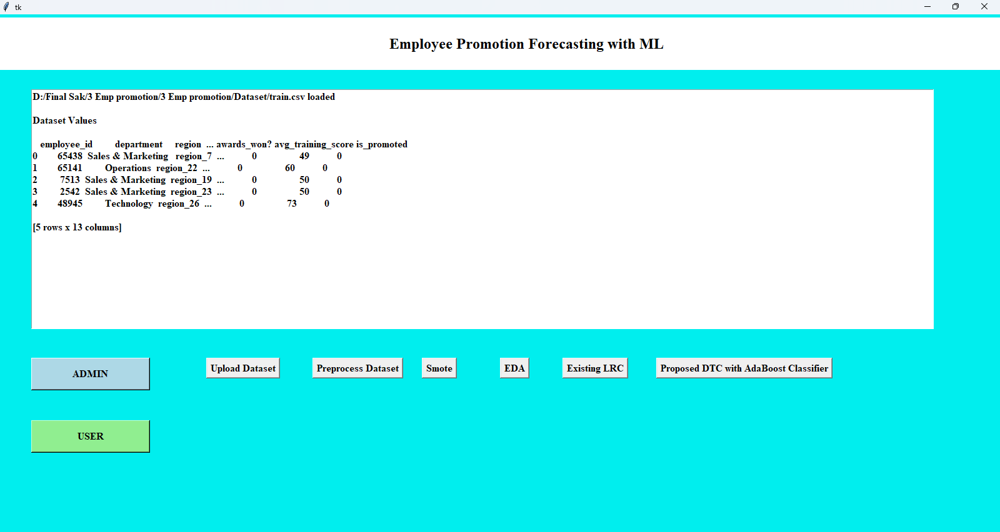 tk
Employee Promotion Forecasting with ML
D:/Final Sak/3 Emp promotion/3 Emp promotion/Dataset/train.csv loaded
Dataset Values
employee_id department region ... awards_won? avg_training_score is_promoted
0 65438 Sales & Marketing region_7 ... 0 49 0
1 65141 Operations region_22 ... 0 60 0
2 7513 Sales & Marketing region_19 ... 0 50 0
3 2542 Sales & Marketing region_23 ... 0 50 0
4 48945 Technology region_26 ... 0 73 0
[5 rows x 13 columns]
ADMIN Upload Dataset Preprocess Dataset Smote EDA Existing LRC Proposed DTC with AdaBoost Classifier
USER